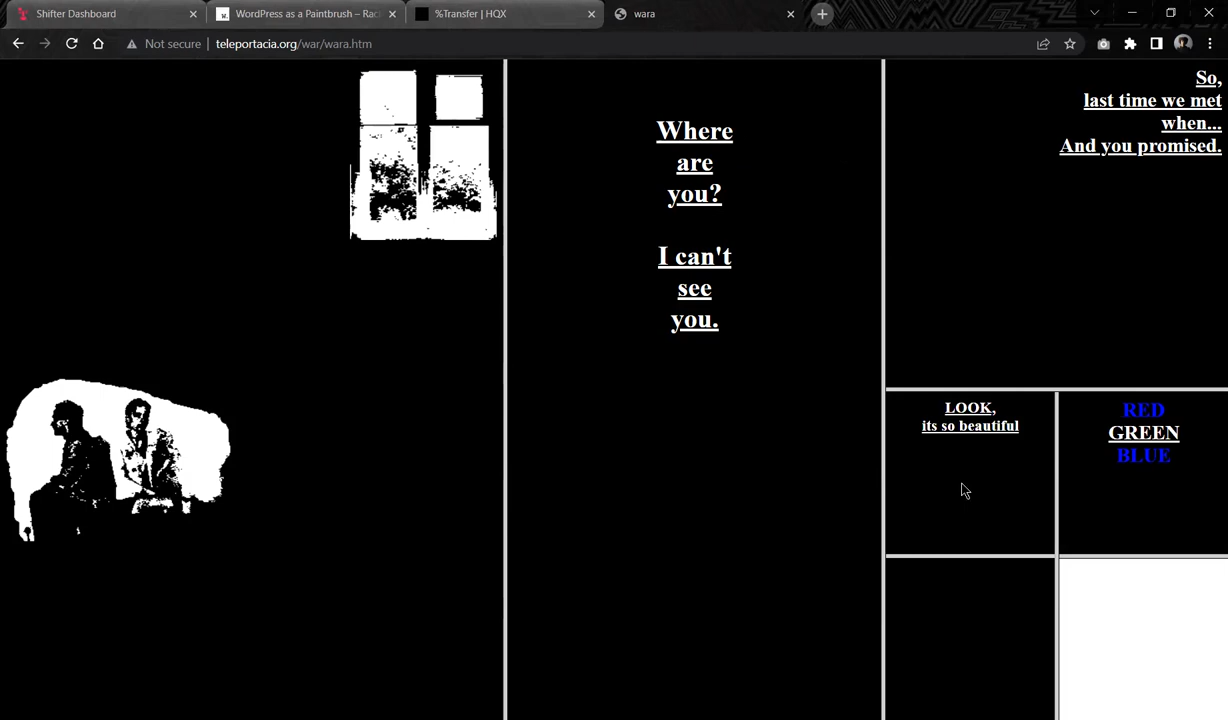 Shifter Dashboard
WordPress as a Paintbrush – Rac
%Transfer | HQX
wara
Not secure
teleportacia.org/war/wara.htm
Where
are
you?
I can't
see
you.
So,
last time we met
when...
And you promised.
LOOK,
its so beautiful
RED
GREEN
BLUE